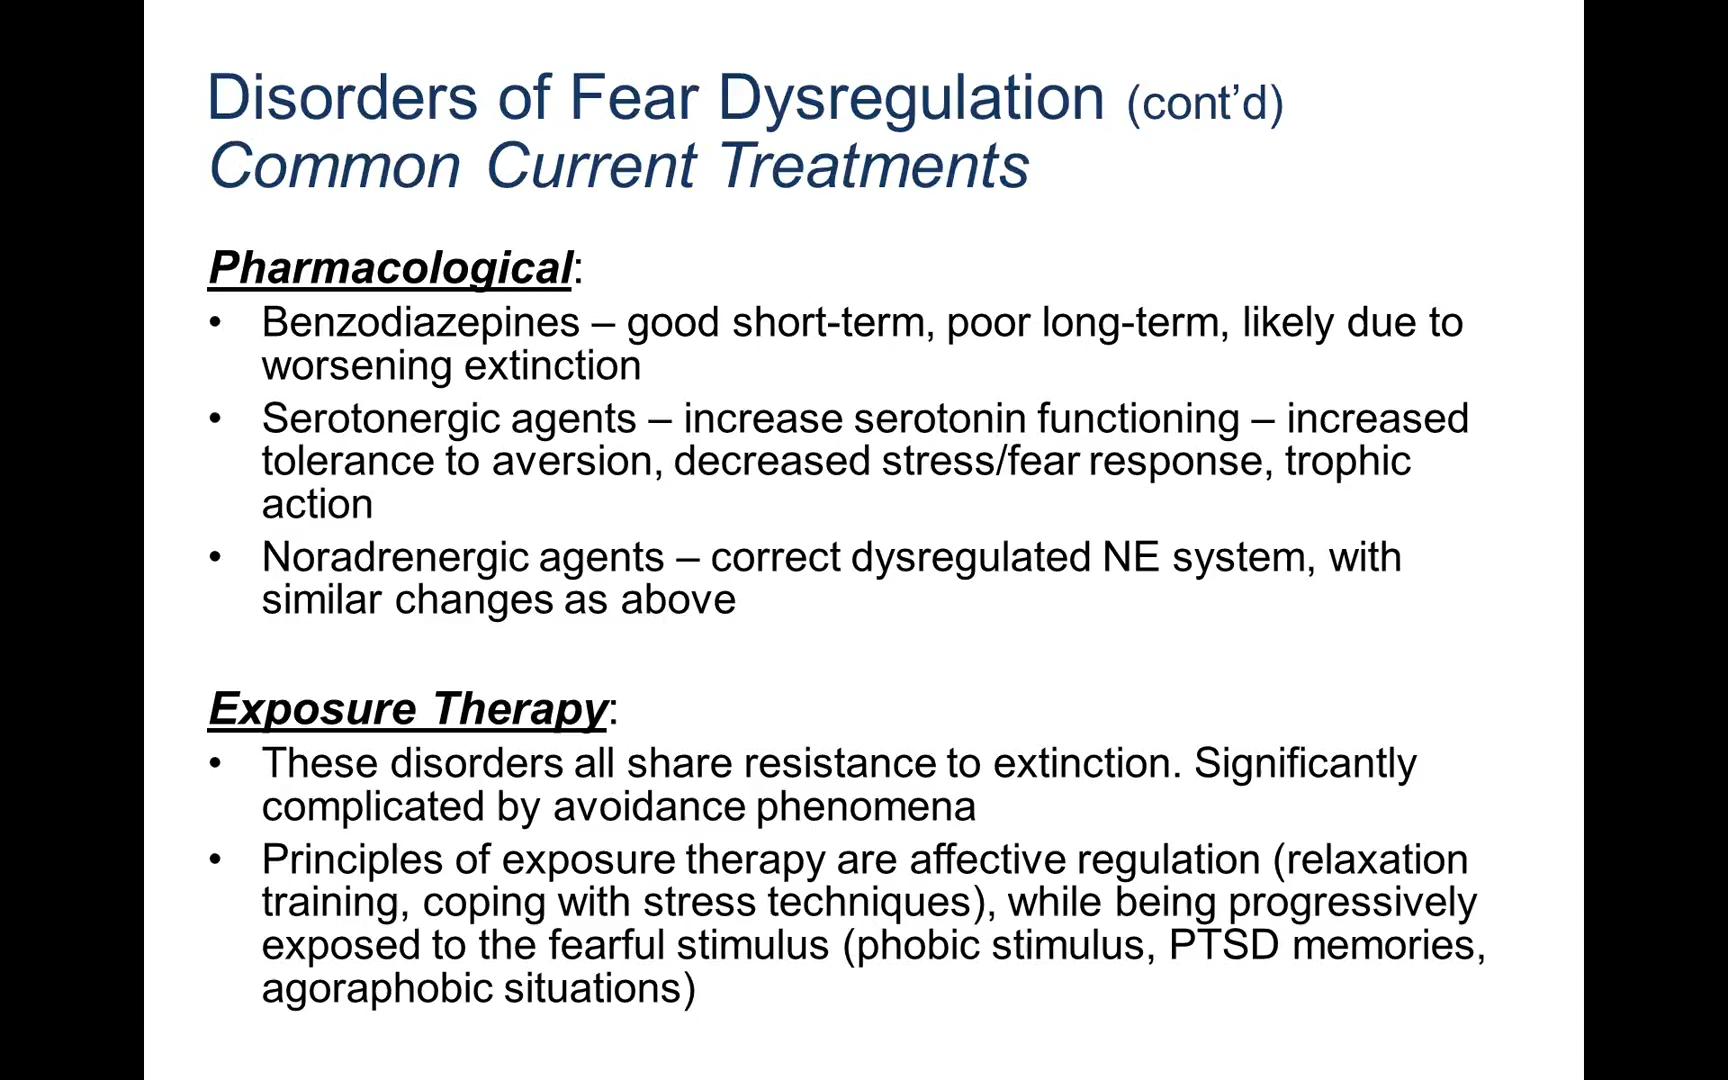 Disorders of Fear Dysregulation (cont’d)
Common Current Treatments
Pharmacological:
• Benzodiazepines – good short-term, poor long-term, likely due to
worsening extinction
• Serotonergic agents – increase serotonin functioning – increased
tolerance to aversion, decreased stress/fear response, trophic
action
• Noradrenergic agents – correct dysregulated NE system, with
similar changes as above
Exposure Therapy:
• These disorders all share resistance to extinction. Significantly
complicated by avoidance phenomena
• Principles of exposure therapy are affective regulation (relaxation
training, coping with stress techniques), while being progressively
exposed to the fearful stimulus (phobic stimulus, PTSD memories,
agoraphobic situations)